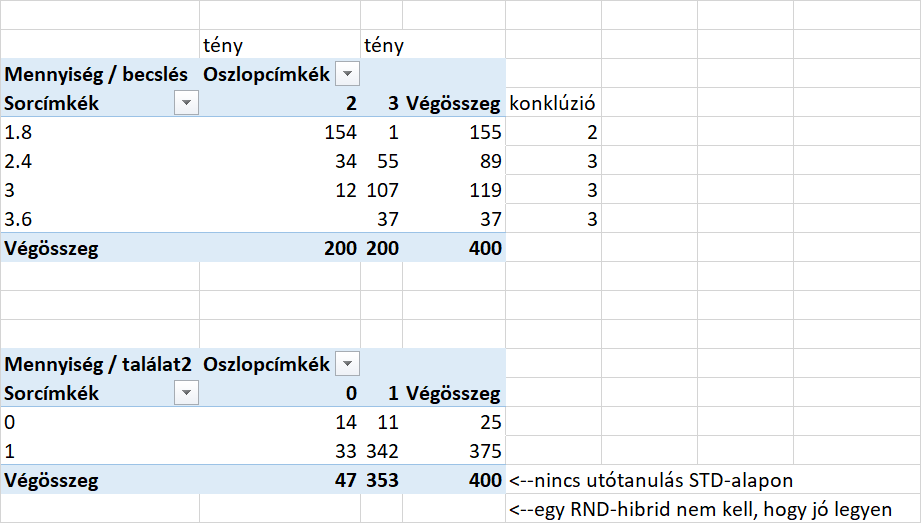 tény tény
Mennyiség / becslés Oszlopcímkék
Sorcímkék 2 3 Végösszeg konklúzió
1.8 154 1 155 2
2.4 34 55 89 3
3 12 107 119 3
3.6 37 37 3
Végösszeg 200 200 400
Mennyiség / találat2 Oszlopcímkék
Sorcímkék 0 1 Végösszeg
0 14 11 25
1 33 342 375
Végösszeg 47 353 400 <--nincs utótanulás STD-alapon
<--egy RND-hibrid nem kell, hogy jó legyen